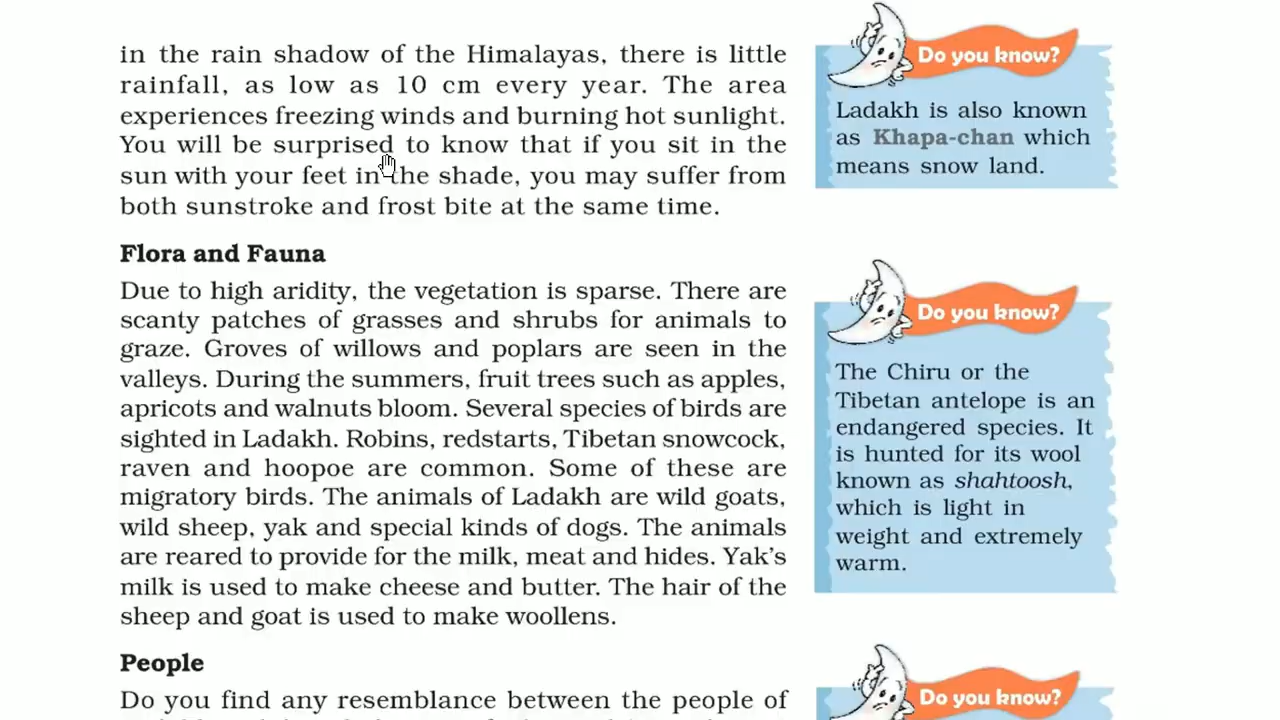 in the rain shadow of the Himalayas, there is little
rainfall, as low as 10 cm every year. The area
experiences freezing winds and burning hot sunlight.
You will be surprised to know that if you sit in the
sun with your feet in the shade, you may suffer from
both sunstroke and frost bite at the same time.
Flora and Fauna
Due to high aridity, the vegetation is sparse. There are
scanty patches of grasses and shrubs for animals to
graze. Groves of willows and poplars are seen in the
valleys. During the summers, fruit trees such as apples,
apricots and walnuts bloom. Several species of birds are
sighted in Ladakh. Robins, redstarts, Tibetan snowcock,
raven and hoopoe are common. Some of these are
migratory birds. The animals of Ladakh are wild goats,
wild sheep, yak and special kinds of dogs. The animals
are reared to provide for the milk, meat and hides. Yak's
milk is used to make cheese and butter. The hair of the
sheep and goat is used to make woollens.
People
Do you find any resemblance between the people of
Do you know?
Ladakh is also known
as Khapa-chan which
means snow land.
Do you know?
The Chiru or the
Tibetan antelope is an
endangered species. It
is hunted for its wool
known as shahtoosh,
which is light in
weight and extremely
warm.
Do you know?